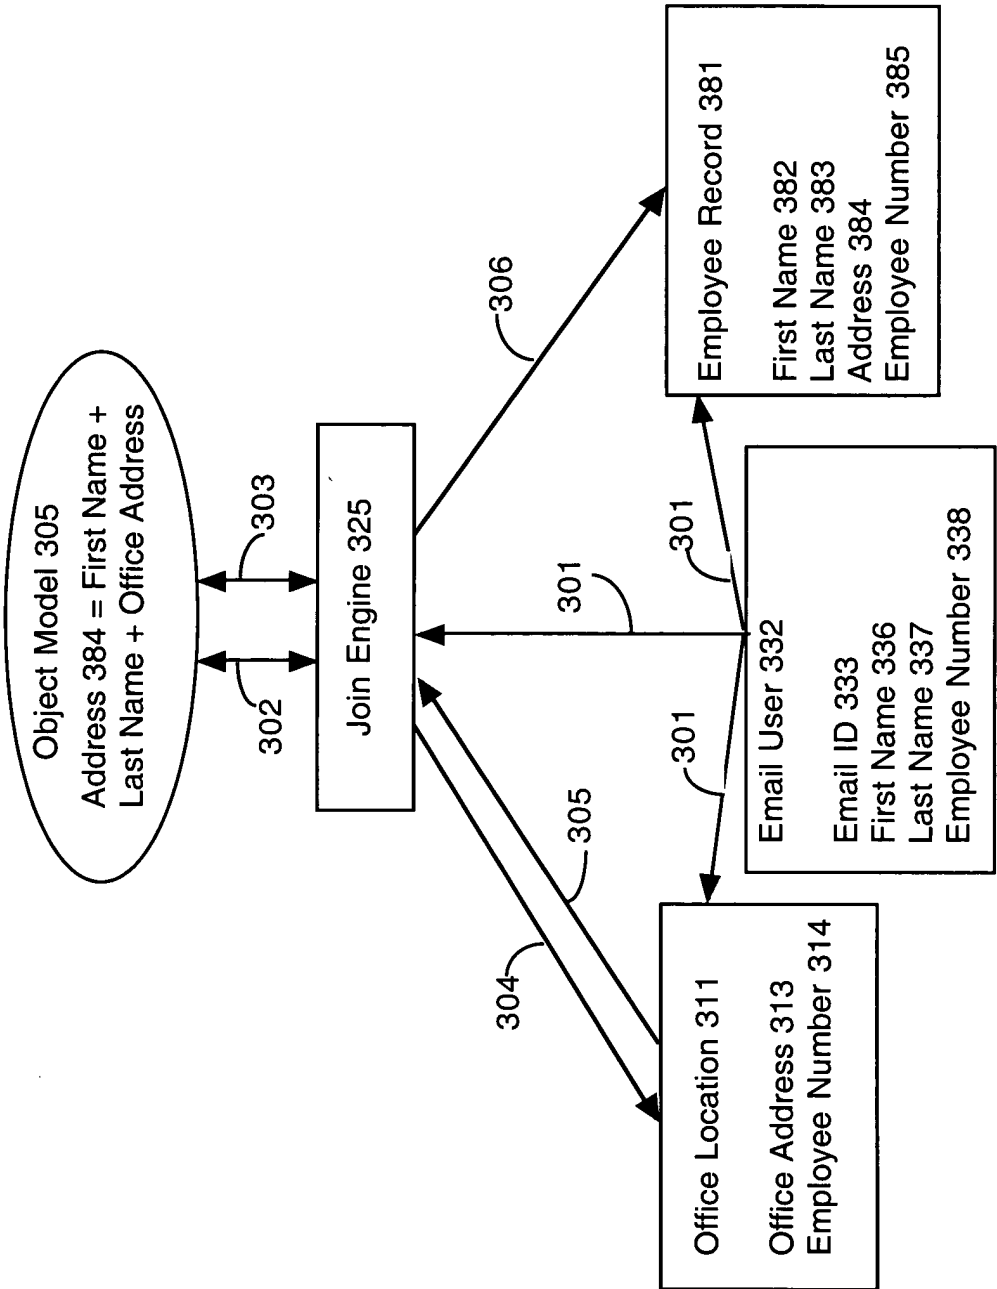 Object Model 305
Address 384 = First Name +
Last Name + Office Address
302
303
Join Engine 325
304
305
301
306
301
301
Office Location 311
Office Address 313
Employee Number 314
Email User 332
Email ID 333
First Name 336
Last Name 337
Employee Number 338
Employee Record 381
First Name 382
Last Name 383
Address 384
Employee Number 385